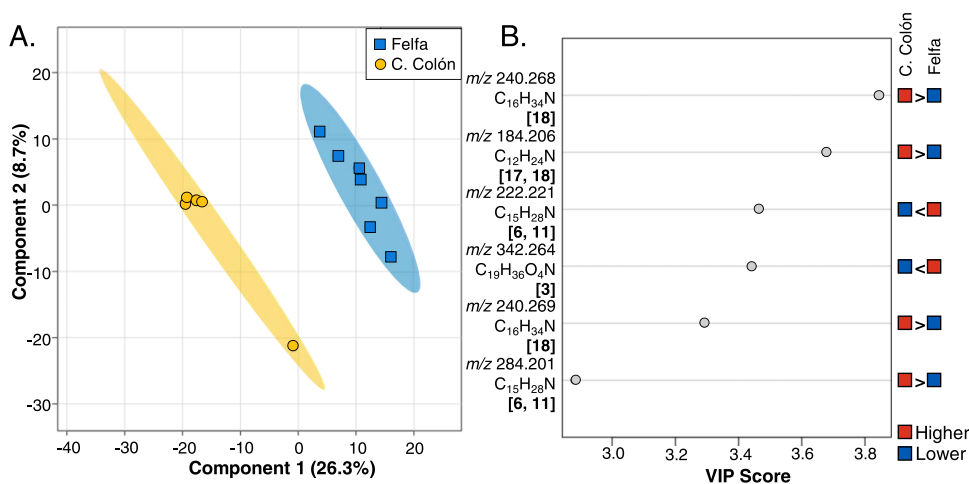 A.
Felfa
C. Colón
20
10
0
-10
-20
-30
-40
-30
-20
-10
0
10
20
Component 2 (8.7%)
Component 1 (26.3%)
B.
C. Colón
Felfa
m/z 240.268
C₁₆H₃₄N
[18]
>
m/z 184.206
C₁₂H₂₄N
[17, 18]
>
m/z 222.221
C₁₅H₂₈N
[6, 11]
<
m/z 342.264
C₁₉H₃₆O₄N
[3]
<
m/z 240.269
C₁₆H₃₄N
[18]
>
m/z 284.201
C₁₅H₂₈N
[6, 11]
>
3.0
3.2
3.4
3.6
3.8
VIP Score
Higher
Lower